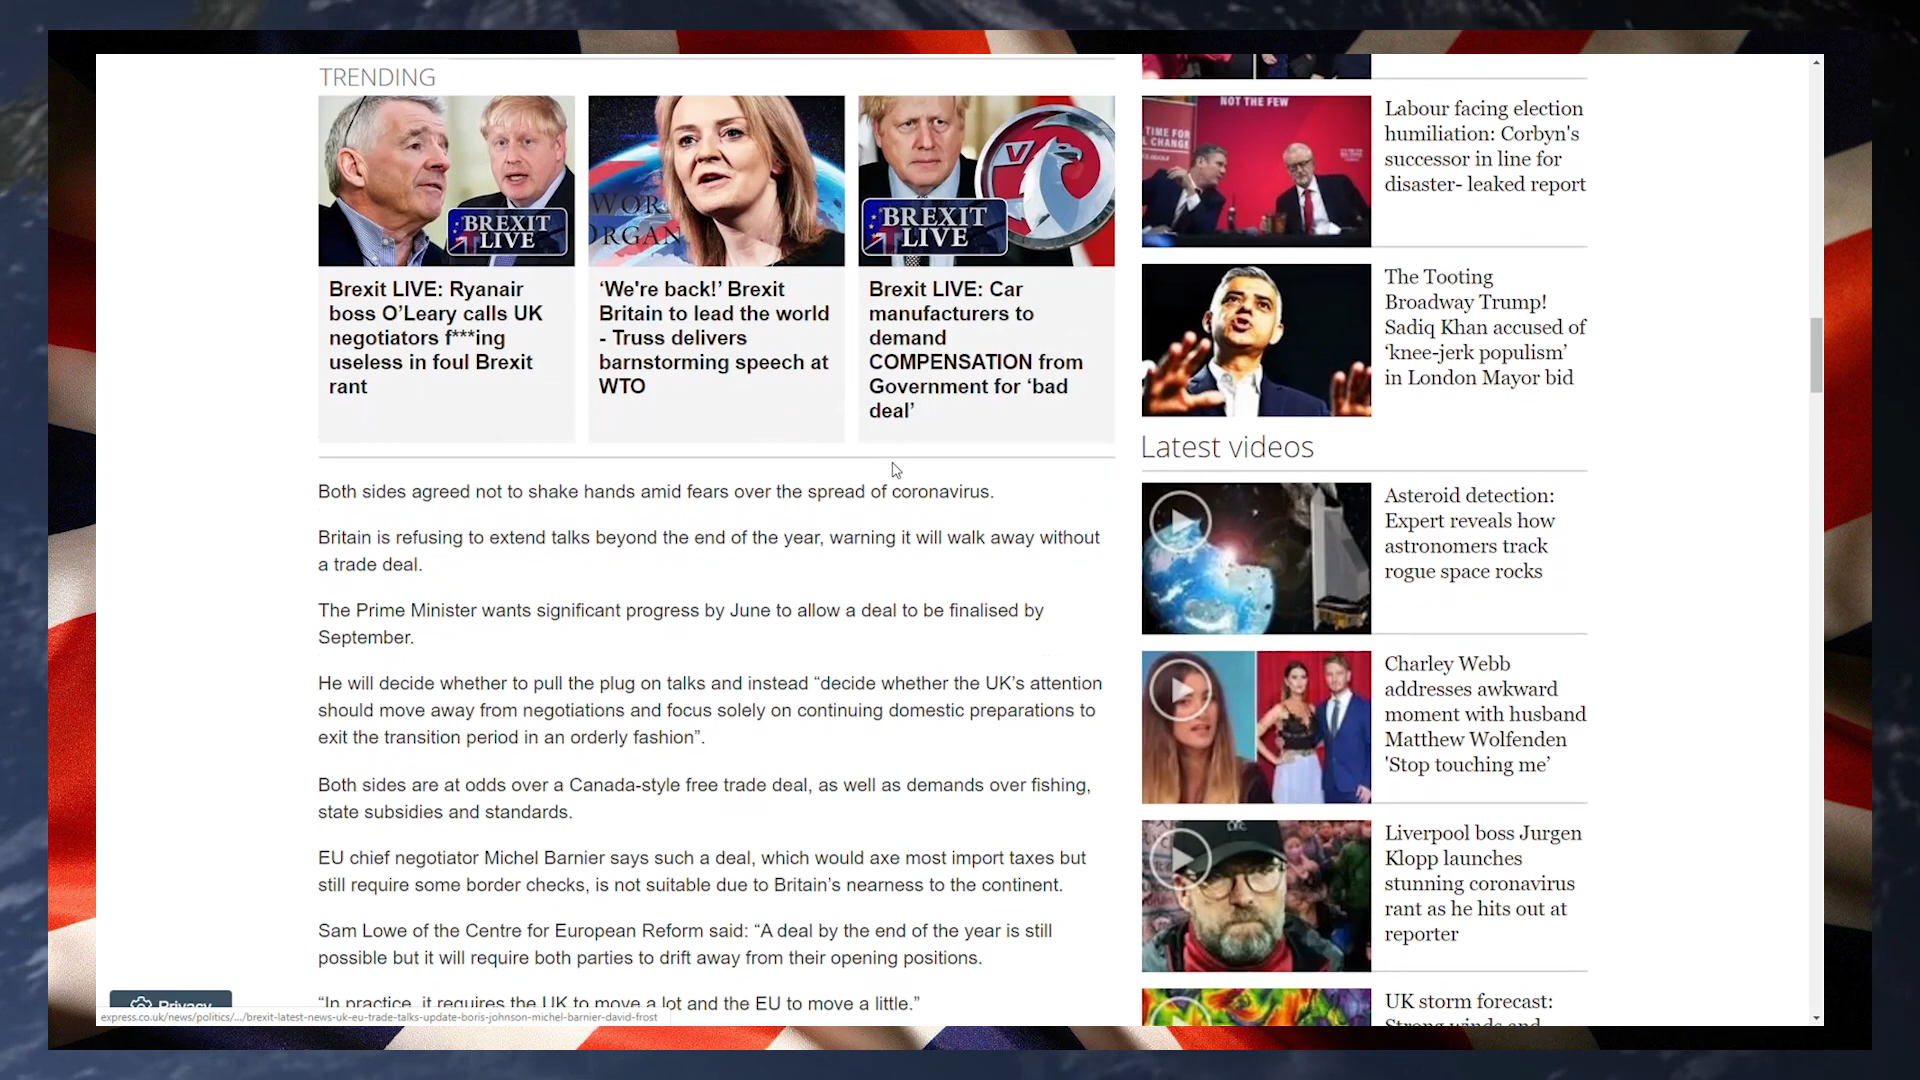 TRENDING
BREXIT
LIVE
WOR
ORGAN
BREXIT
LIVE
Brexit LIVE: Ryanair
boss O’Leary calls UK
negotiators f***ing
useless in foul Brexit
rant
‘We're back!’ Brexit
Britain to lead the world
- Truss delivers
barnstorming speech at
WTO
Brexit LIVE: Car
manufacturers to
demand
COMPENSATION from
Government for ‘bad
deal’
Both sides agreed not to shake hands amid fears over the spread of coronavirus.
Britain is refusing to extend talks beyond the end of the year, warning it will walk away without
a trade deal.
The Prime Minister wants significant progress by June to allow a deal to be finalised by
September.
He will decide whether to pull the plug on talks and instead “decide whether the UK’s attention
should move away from negotiations and focus solely on continuing domestic preparations to
exit the transition period in an orderly fashion”.
Both sides are at odds over a Canada-style free trade deal, as well as demands over fishing,
state subsidies and standards.
EU chief negotiator Michel Barnier says such a deal, which would axe most import taxes but
still require some border checks, is not suitable due to Britain’s nearness to the continent.
Sam Lowe of the Centre for European Reform said: “A deal by the end of the year is still
possible but it will require both parties to drift away from their opening positions.
“In practice, it requires the UK to move a lot and the EU to move a little.”
Privacy
express.co.uk/news/politics/.../brexit-latest-news-uk-eu-trade-talks-update-boris-johnson-michel-barnier-david-frost
NOT THE FEW
TIME FOR
CHANGE
Labour facing election
humiliation: Corbyn's
successor in line for
disaster- leaked report
The Tooting
Broadway Trump!
Sadiq Khan accused of
‘knee-jerk populism’
in London Mayor bid
Latest videos
Asteroid detection:
Expert reveals how
astronomers track
rogue space rocks
Charley Webb
addresses awkward
moment with husband
Matthew Wolfenden
'Stop touching me’
Liverpool boss Jurgen
Klopp launches
stunning coronavirus
rant as he hits out at
reporter
UK storm forecast:
Strong winds and